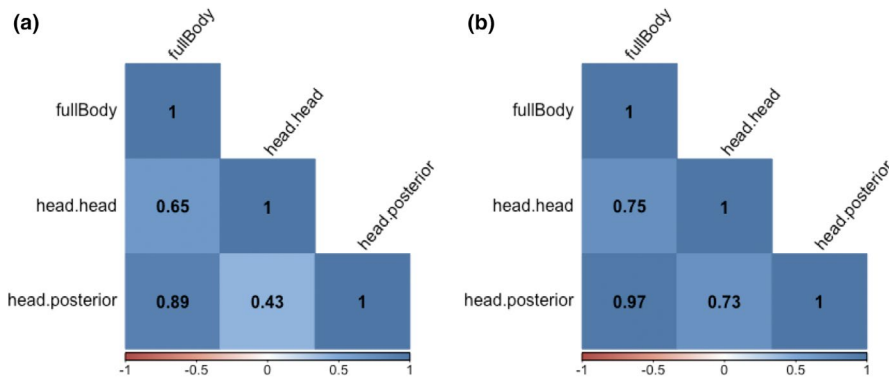 (a)
fullBody
fullBody
1
head.head
head.head
0.65
1
head.posterior
head.posterior
0.89
0.43
1
-1 -0.5 0 0.5 1
(b)
fullBody
fullBody
1
head.head
head.head
0.75
1
head.posterior
head.posterior
0.97
0.73
1
-1 -0.5 0 0.5 1